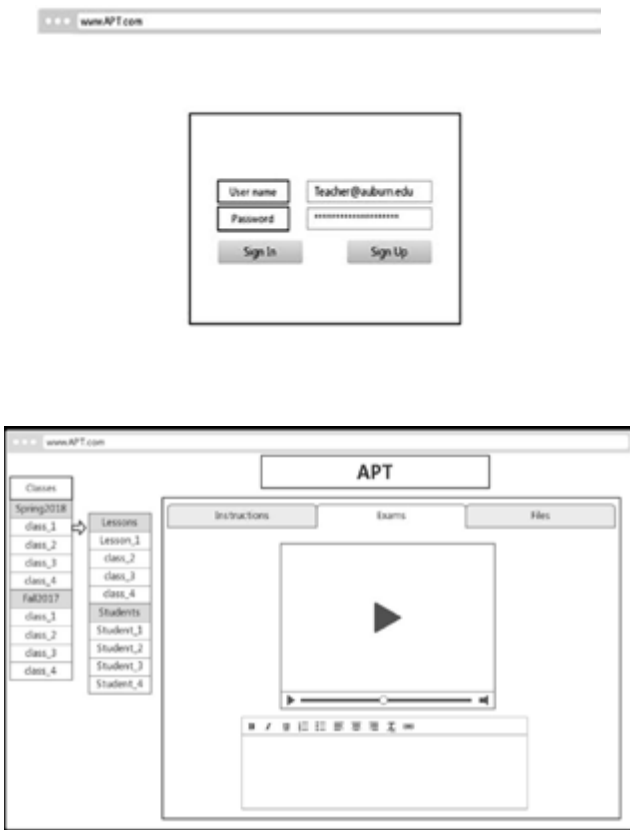 www.APT.com
User name
Teacher@auburn.edu
Password
********************
Sign In
Sign Up
www.APT.com
APT
Classes
Spring2018
class_1
class_2
class_3
class_4
Fall2017
class_1
class_2
class_3
class_4
Lessons
Lesson_1
class_2
class_3
class_4
Students
Student_1
Student_2
Student_3
Student_4
Instructions
Exams
Files
B I U